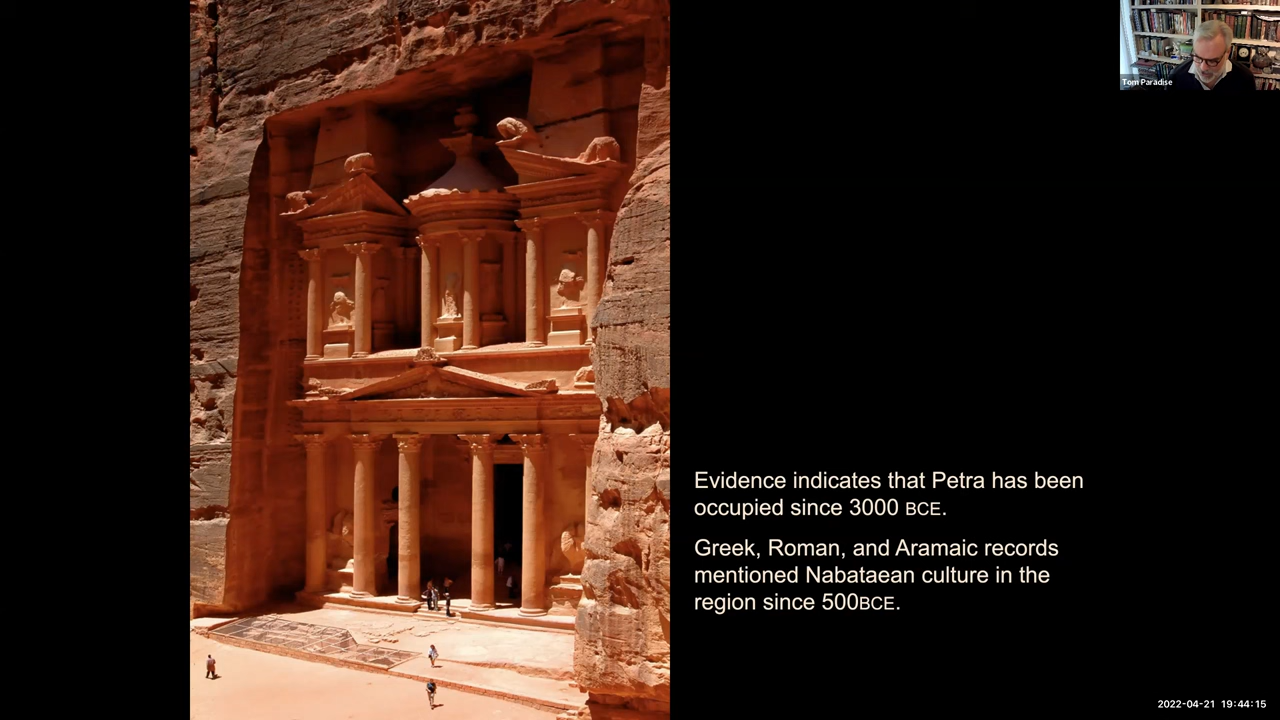 Tom Paradise
Evidence indicates that Petra has been
occupied since 3000 BCE.
Greek, Roman, and Aramaic records
mentioned Nabataean culture in the
region since 500BCE.
2022-04-21 19:44:15